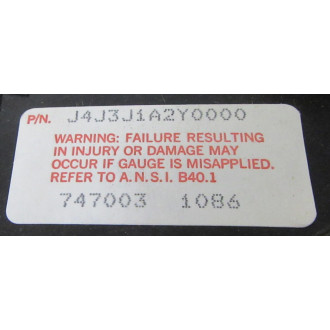 P/N. J4J3J1A2Y0000
WARNING: FAILURE RESULTING
IN INJURY OR DAMAGE MAY
OCCUR IF GAUGE IS MISAPPLIED.
REFER TO A.N.S.I. B40.1
747003 1086